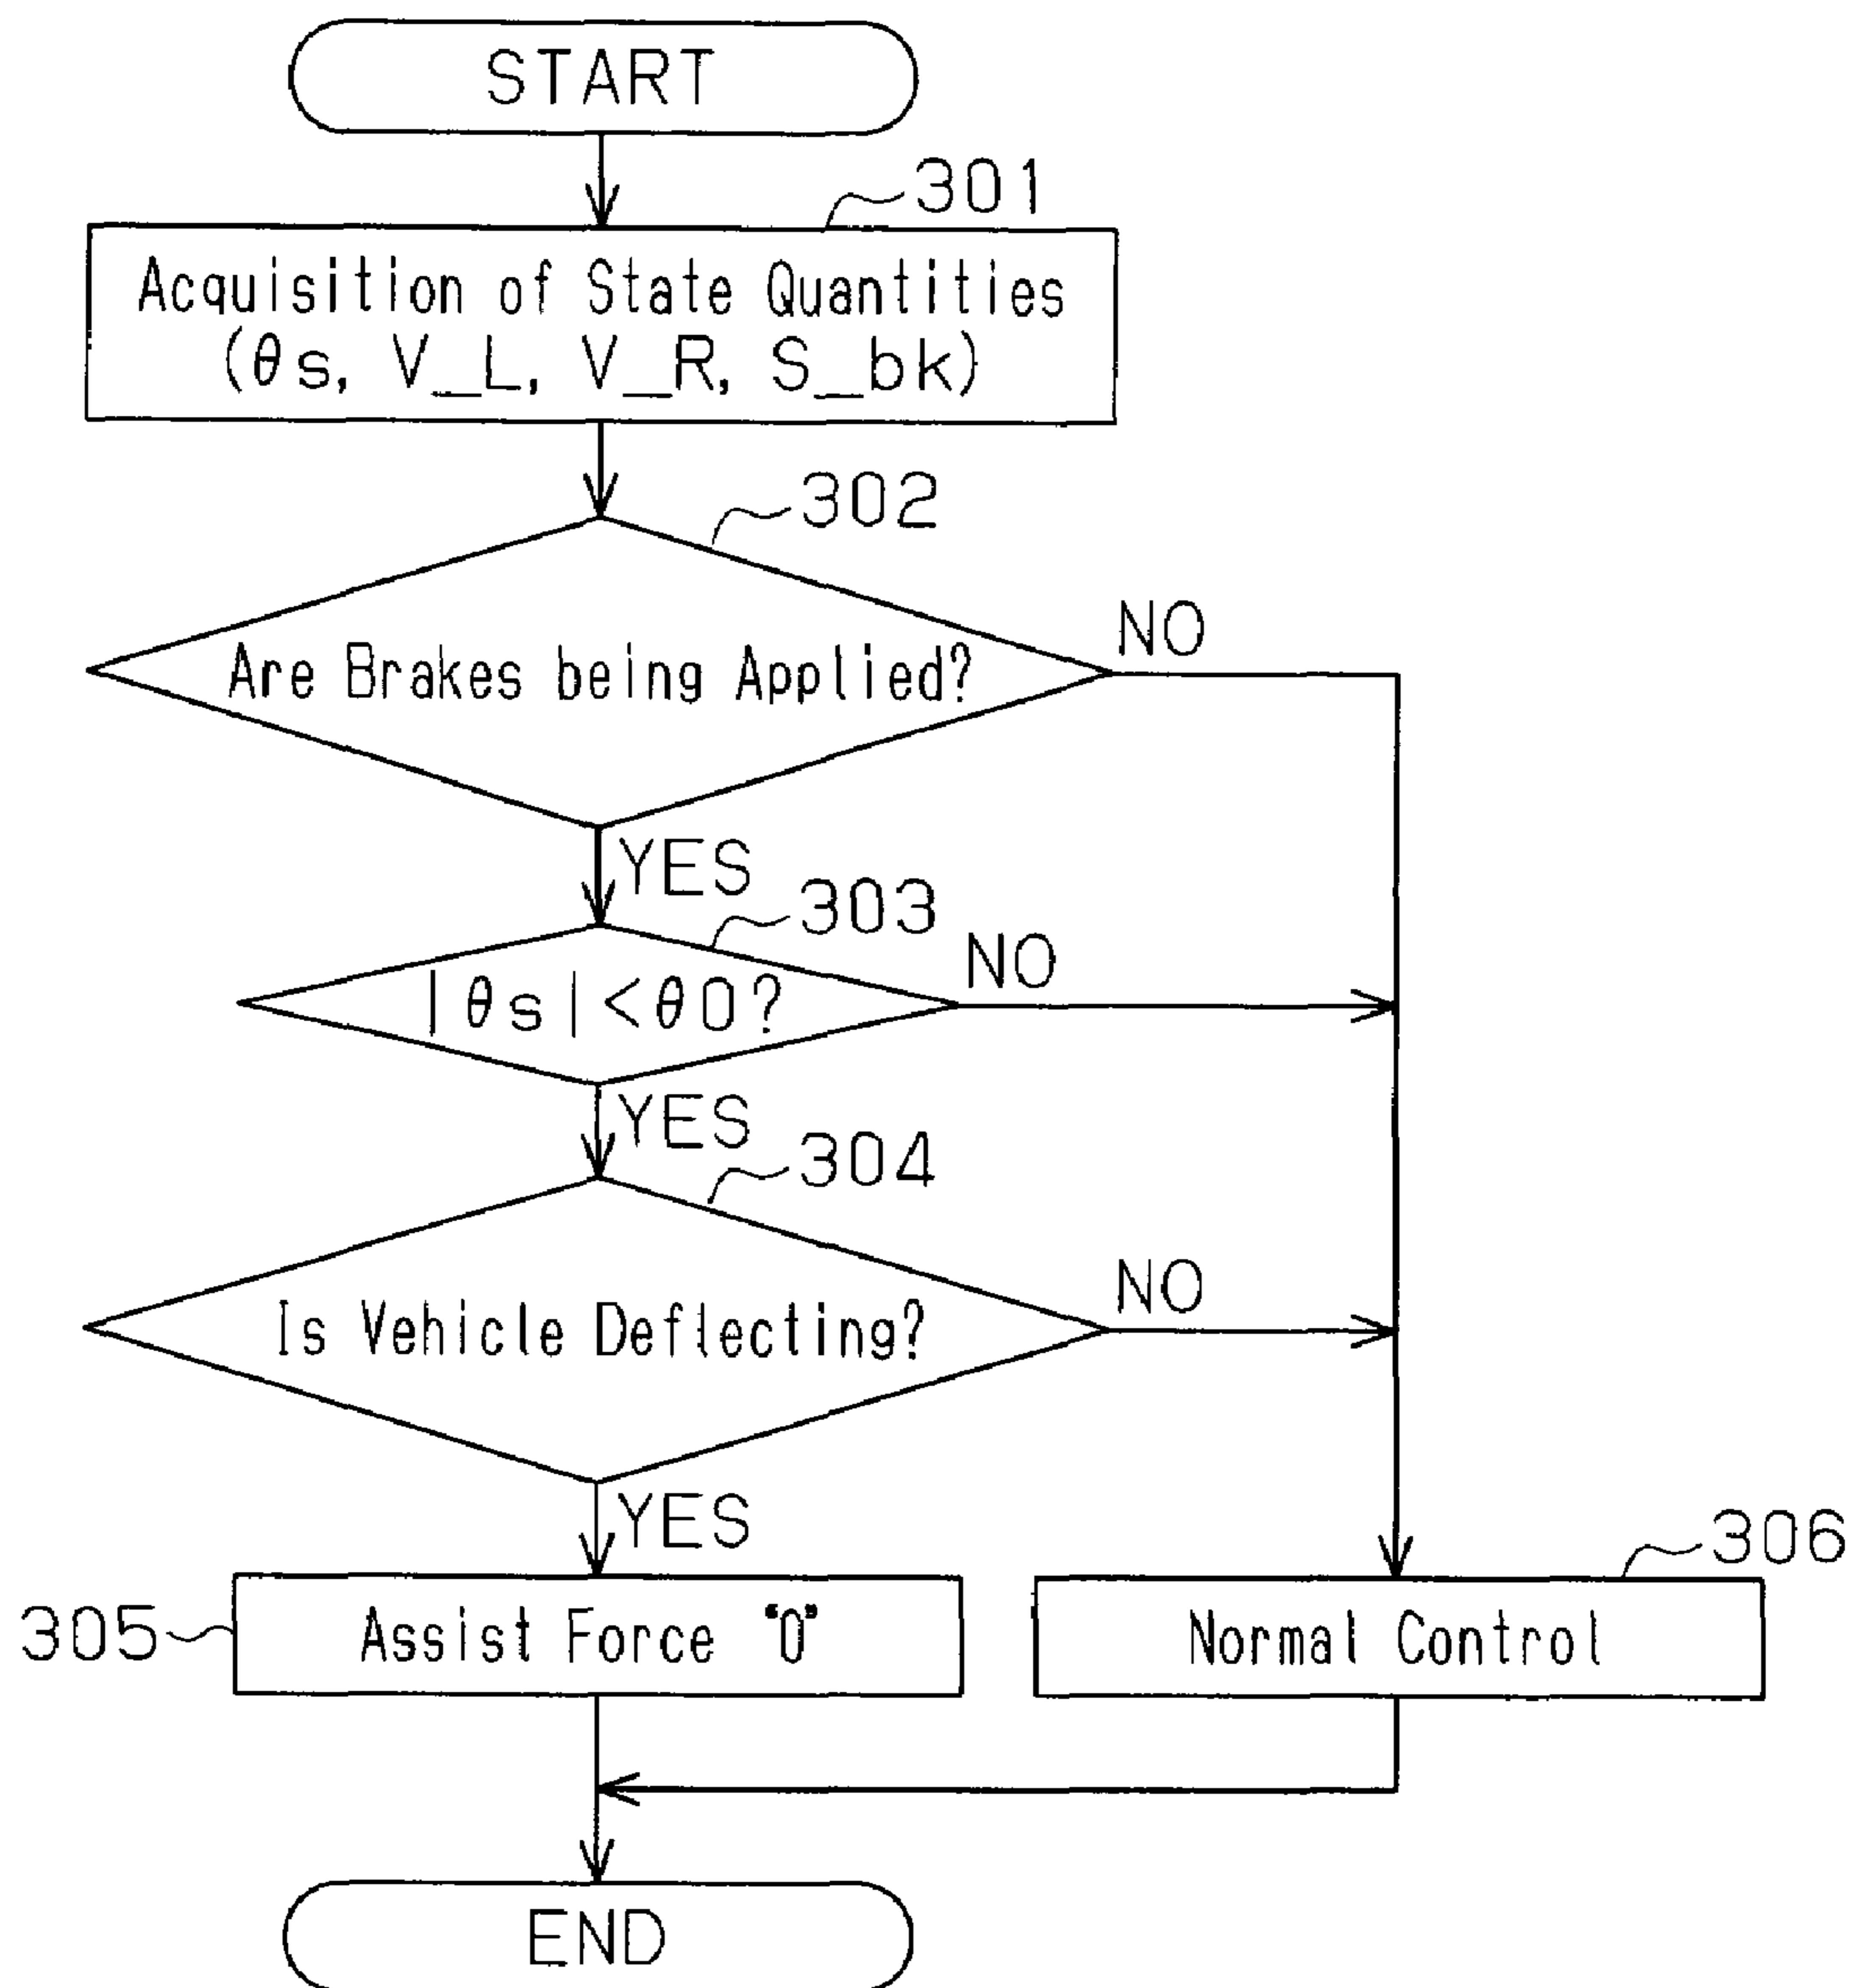 START
301
Acquisition of State Quantities
(θs, V_L, V_R, S_bk)
302
Are Brakes being Applied?
NO
YES
303
|θs|<θ0?
NO
YES
304
Is Vehicle Deflecting?
NO
YES
305
Assist Force "0"
306
Normal Control
END